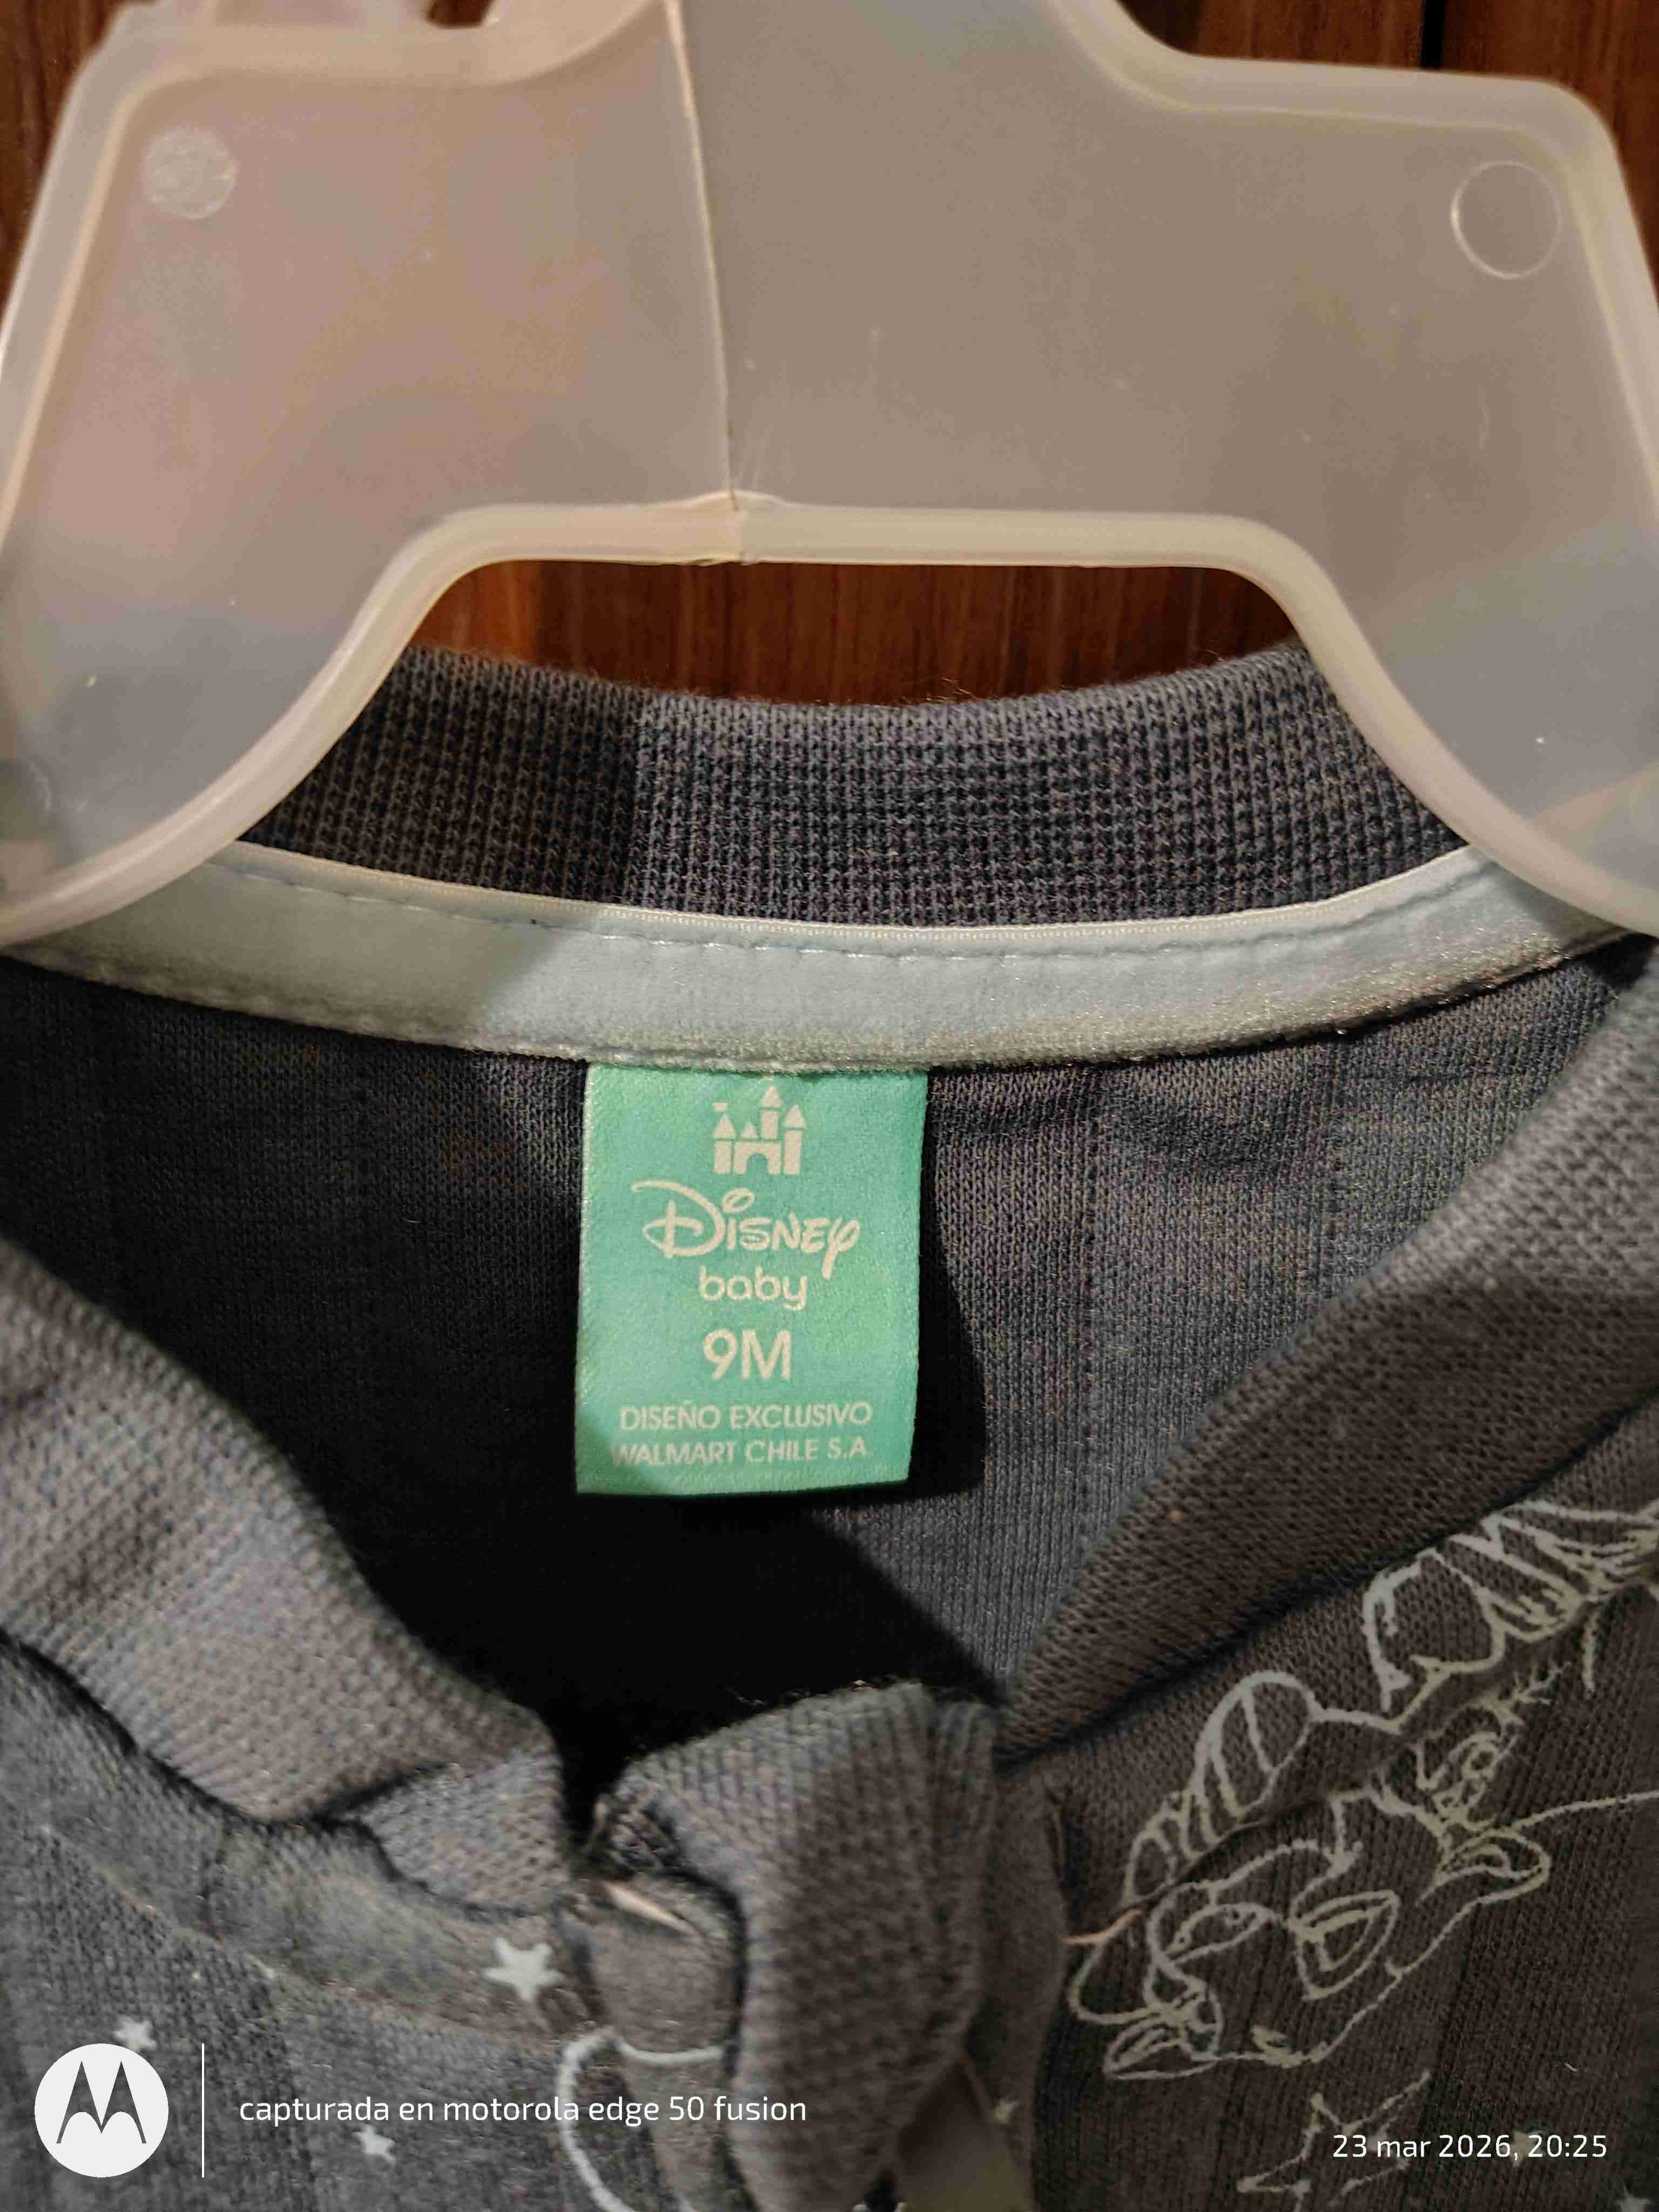 Disney
baby
9M
DISEÑO EXCLUSIVO
WALMART CHILE S.A.
capturada en motorola edge 50 fusion
23 mar 2026, 20:25